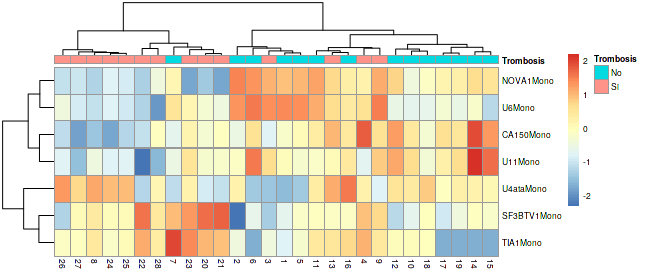 Trombosis
NOVA1Mono
U6Mono
CA150Mono
U11Mono
U4ataMono
SF3BTV1Mono
TIA1Mono
26 27 8 24 25 22 28 7 23 20 21 2 6 3 1 5 11 13 16 4 9 12 10 18 17 19 14 15
2
1
0
-1
-2
Trombosis
No
SI